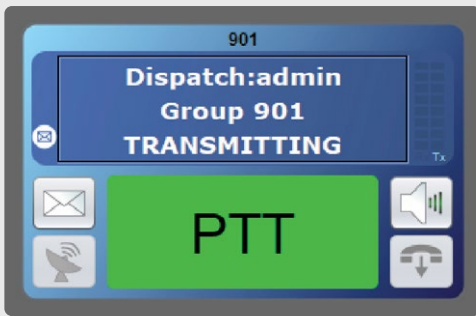 901
Dispatch:admin
Group 901
TRANSMITTING
Tx
PTT